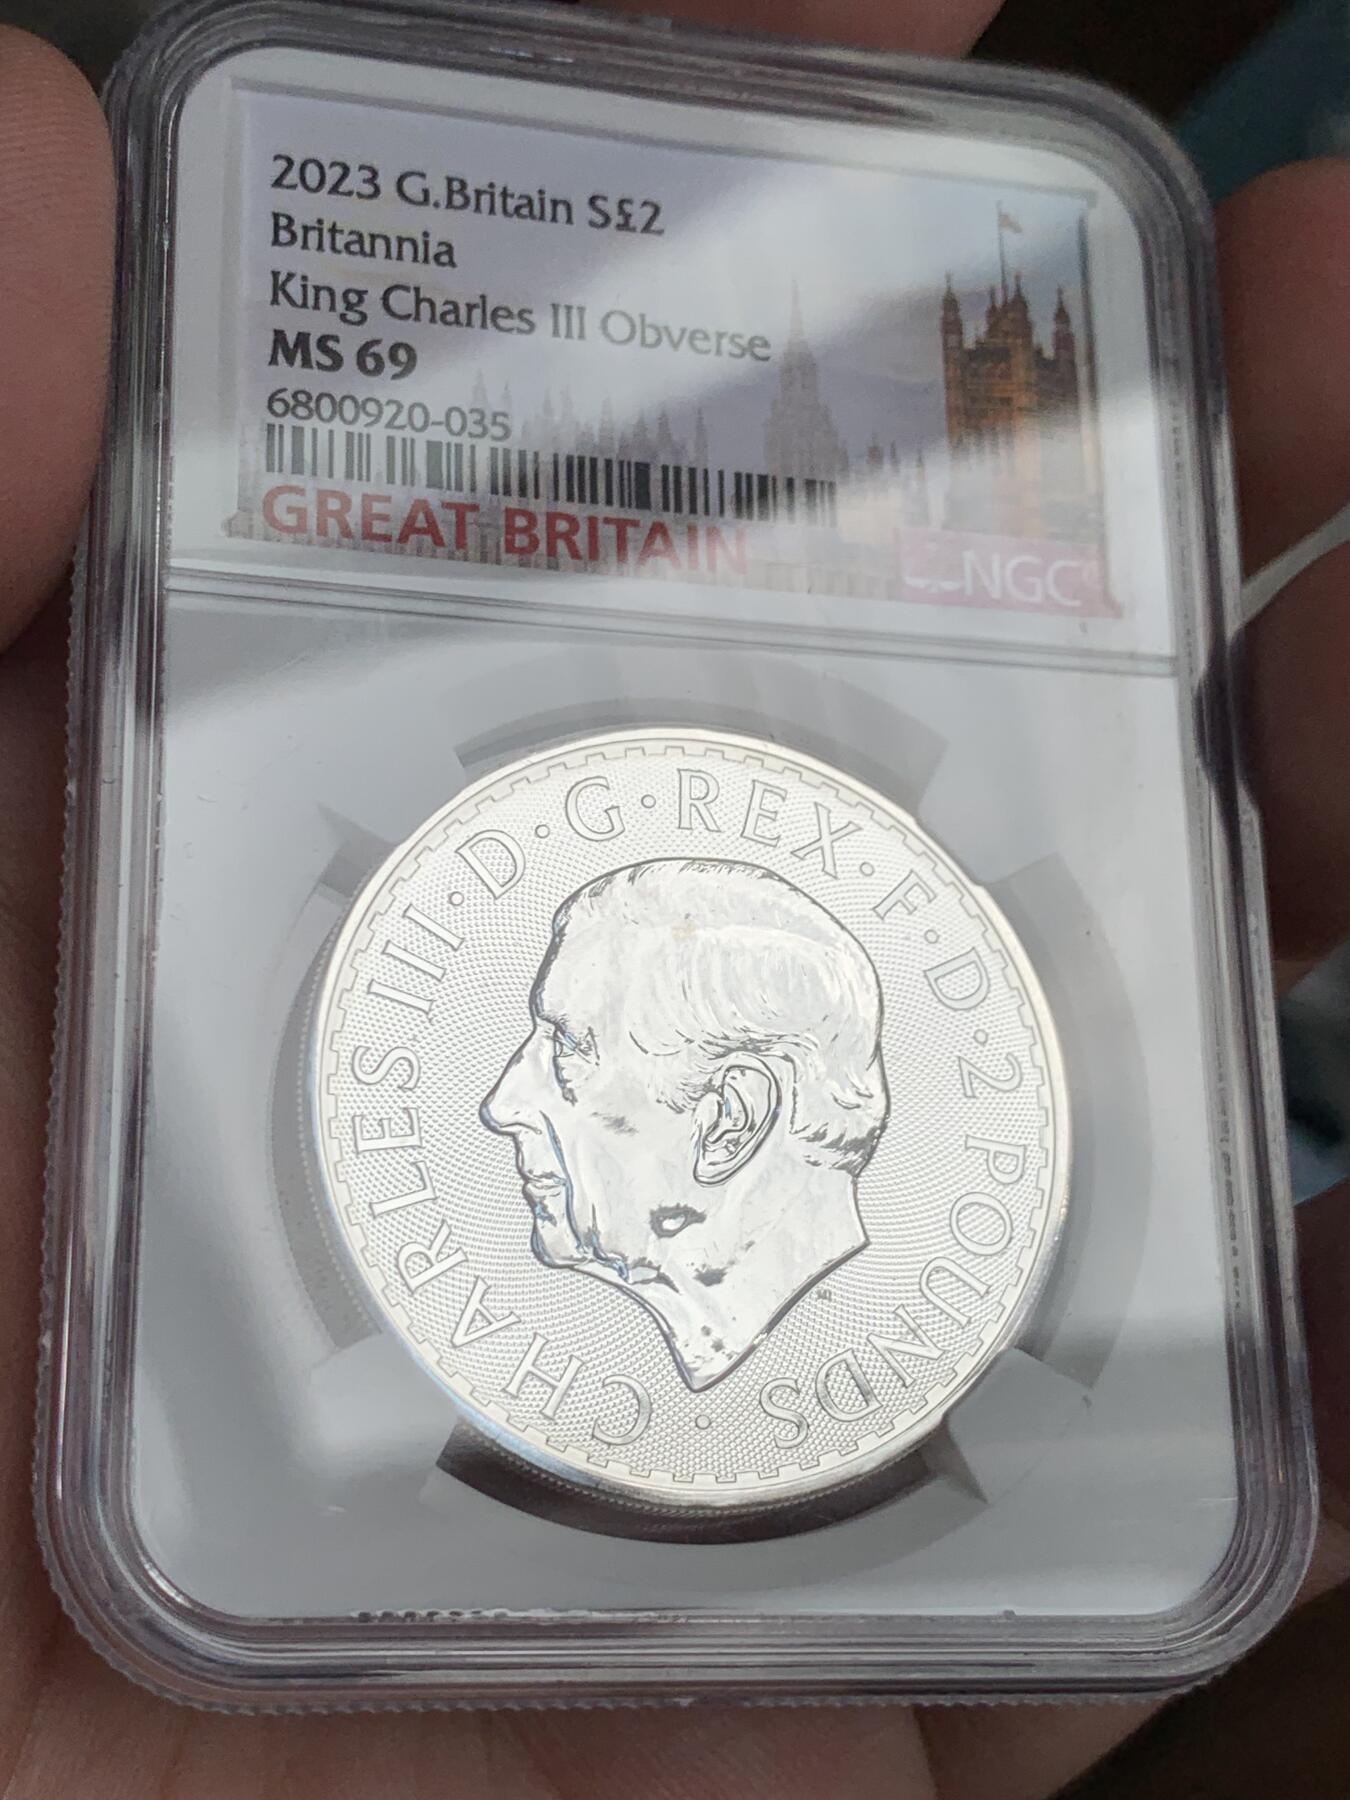 2023 G.Britain S£2
Britannia
King Charles III Obverse
MS 69
6800920-035
GREAT BRITAIN
NGC
CHARLES III · D · G · REX · F · D · 2 POUNDS ·